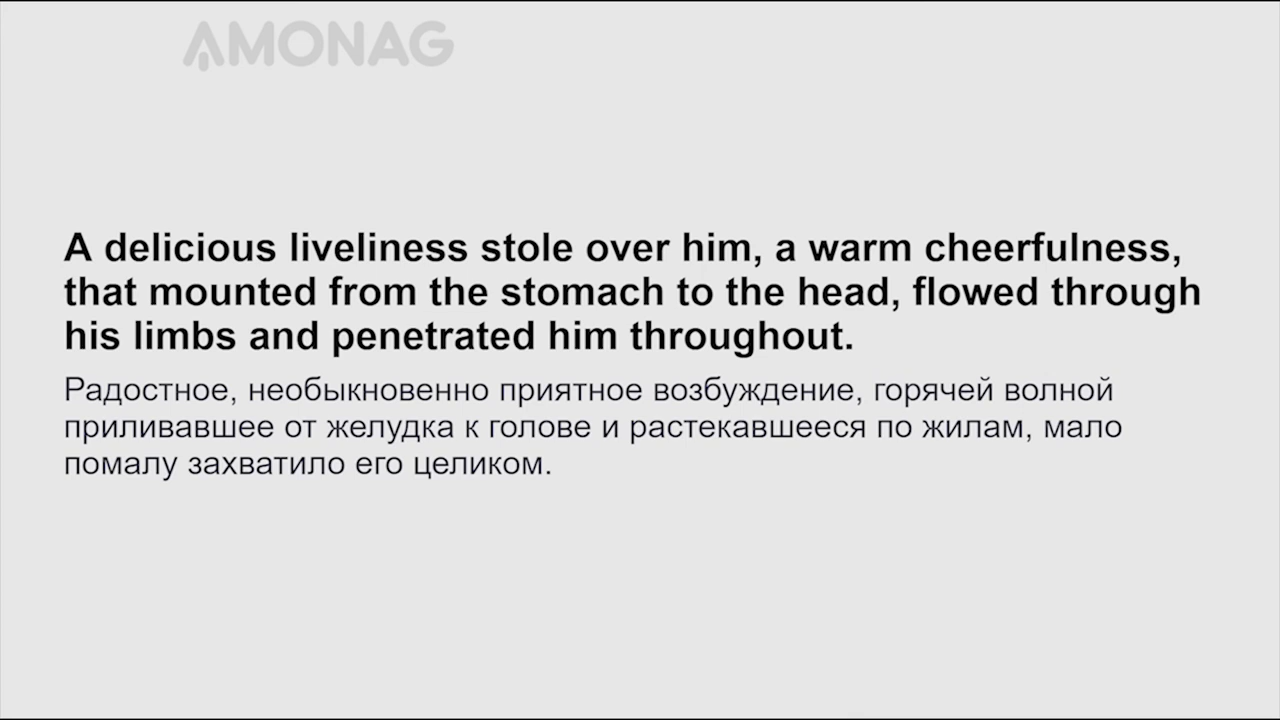 AMONAG
A delicious liveliness stole over him, a warm cheerfulness,
that mounted from the stomach to the head, flowed through
his limbs and penetrated him throughout.
Радостное, необыкновенно приятное возбуждение, горячей волной
приливавшее от желудка к голове и растекавшееся по жилам, мало
помалу захватило его целиком.